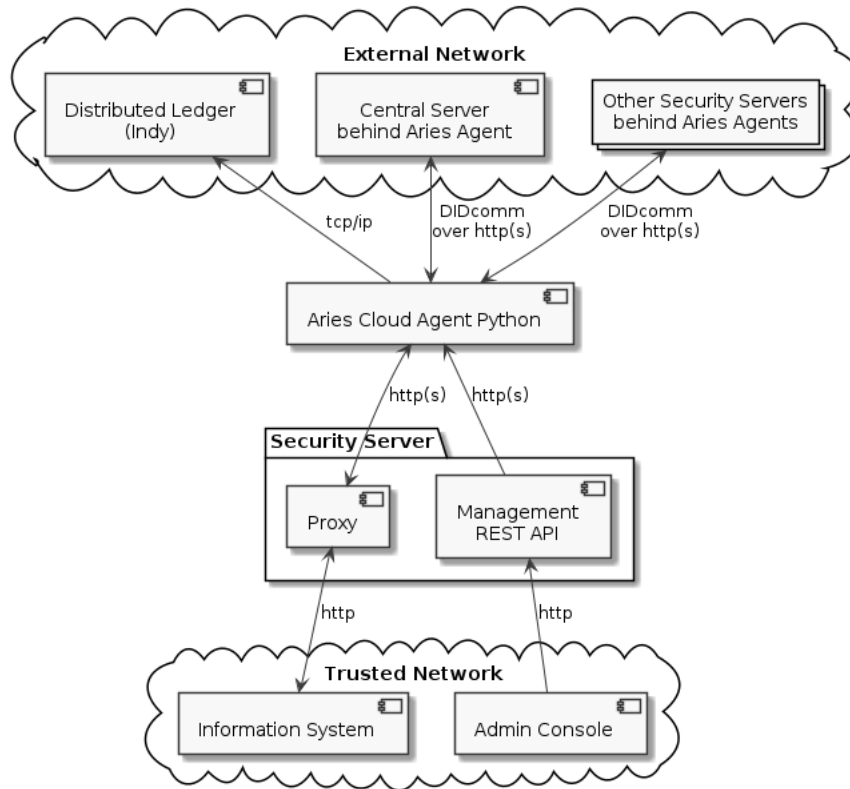 External Network
Distributed Ledger
(Indy)
Central Server
behind Aries Agent
Other Security Servers
behind Aries Agents
tcp/ip
DIDcomm
over http(s)
DIDcomm
over http(s)
Aries Cloud Agent Python
http(s)
http(s)
Security Server
Proxy
Management
REST API
http
http
Trusted Network
Information System
Admin Console